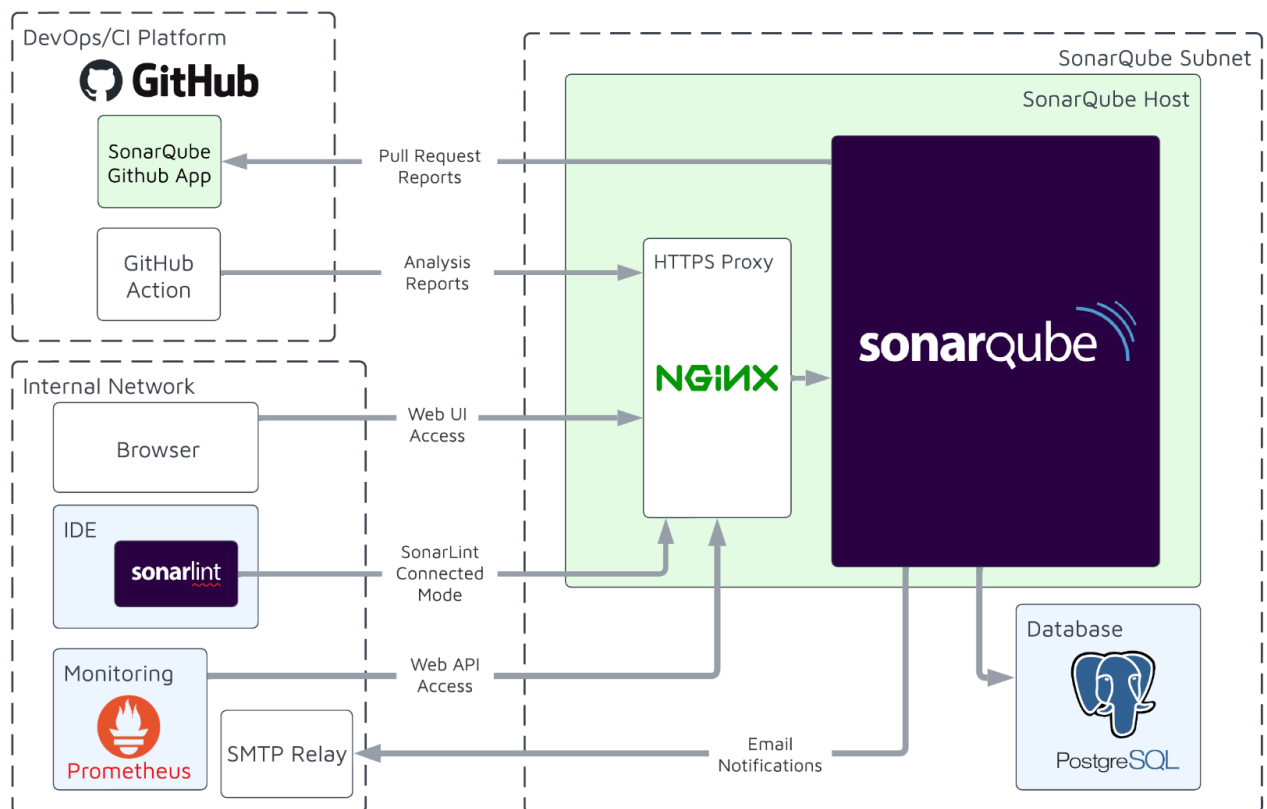 DevOps/CI Platform
GitHub
SonarQube
Github App
GitHub
Action
Pull Request
Reports
Analysis
Reports
Internal Network
Browser
IDE
sonarlint
Monitoring
Prometheus
SMTP Relay
Web UI
Access
SonarLint
Connected
Mode
Web API
Access
Email
Notifications
SonarQube Subnet
SonarQube Host
HTTPS Proxy
NGINX
sonarqube
Database
PostgreSQL